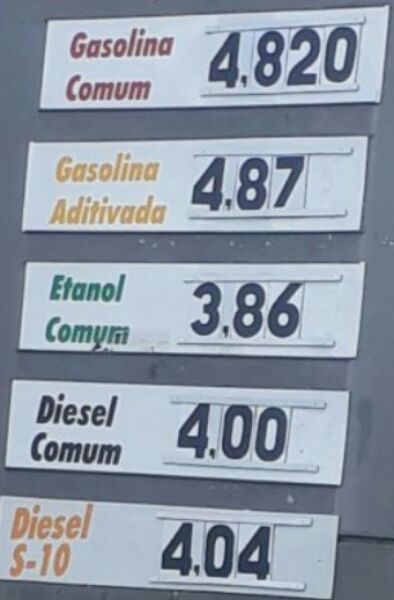 Gasolina 4,820
Comum
Gasolina 4,87
Aditivada
Etanol 3,86
Comum
Diesel 4,00
Comum
Diesel 4,04
S-10